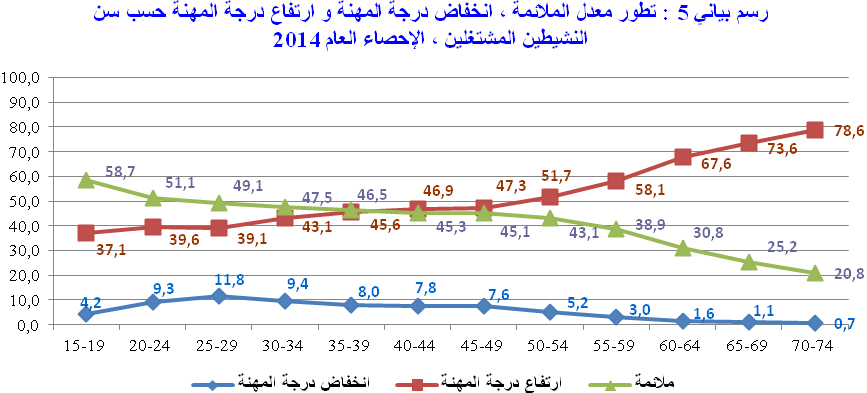 رسم بياني 5 : تطور معدل الملائمة ، انخفاض درجة المهنة و ارتفاع درجة المهنة حسب سن
النشيطين المشتغلين ، الإحصاء العام 2014
100,0
90,0
80,0
70,0
60,0
50,0
40,0
30,0
20,0
10,0
0,0
58,7 51,1 49,1 47,5 46,5 45,3 45,1 43,1 38,9 30,8 25,2 20,8
37,1 39,6 39,1 43,1 45,6 46,9 47,3 51,7 58,1 67,6 73,6 78,6
4,2 9,3 11,8 9,4 8,0 7,8 7,6 5,2 3,0 1,6 1,1 0,7
15-19 20-24 25-29 30-34 35-39 40-44 45-49 50-54 55-59 60-64 65-69 70-74
انخفاض درجة المهنة ارتفاع درجة المهنة ملائمة